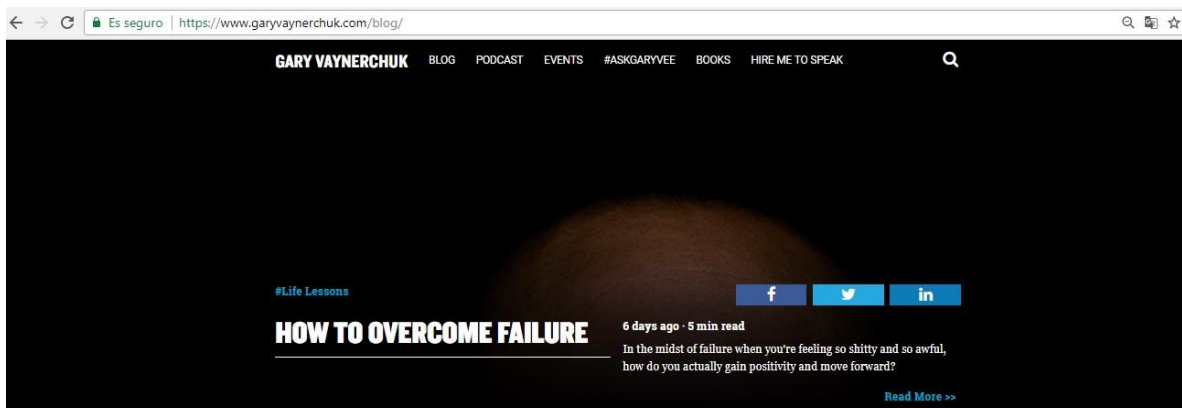 Es seguro https://www.garyvaynerchuk.com/blog/
GARY VAYNERCHUK BLOG PODCAST EVENTS #ASKGARYVEE BOOKS HIRE ME TO SPEAK
#Life Lessons
f in
HOW TO OVERCOME FAILURE
6 days ago · 5 min read
In the midst of failure when you're feeling so shitty and so awful,
how do you actually gain positivity and move forward?
Read More >>